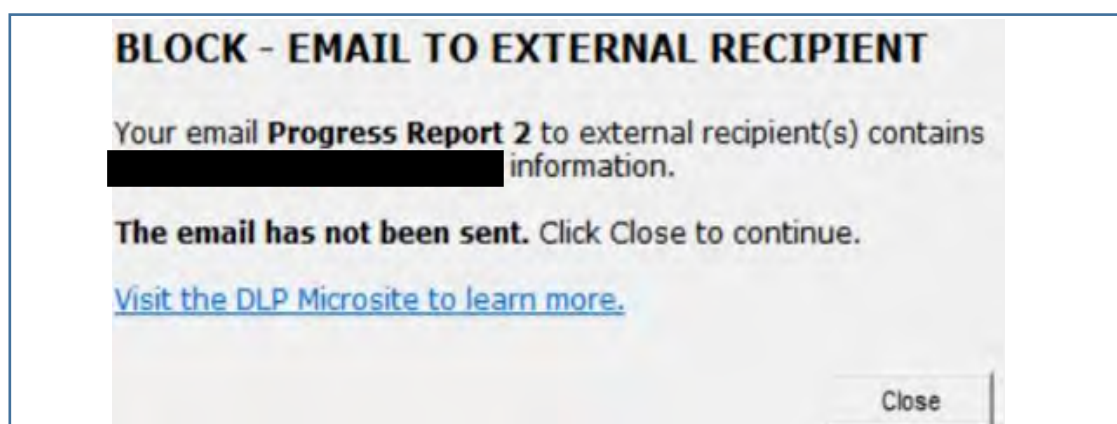 BLOCK - EMAIL TO EXTERNAL RECIPIENT
Your email Progress Report 2 to external recipient(s) contains
information.
The email has not been sent. Click Close to continue.
Visit the DLP Microsite to learn more.
Close